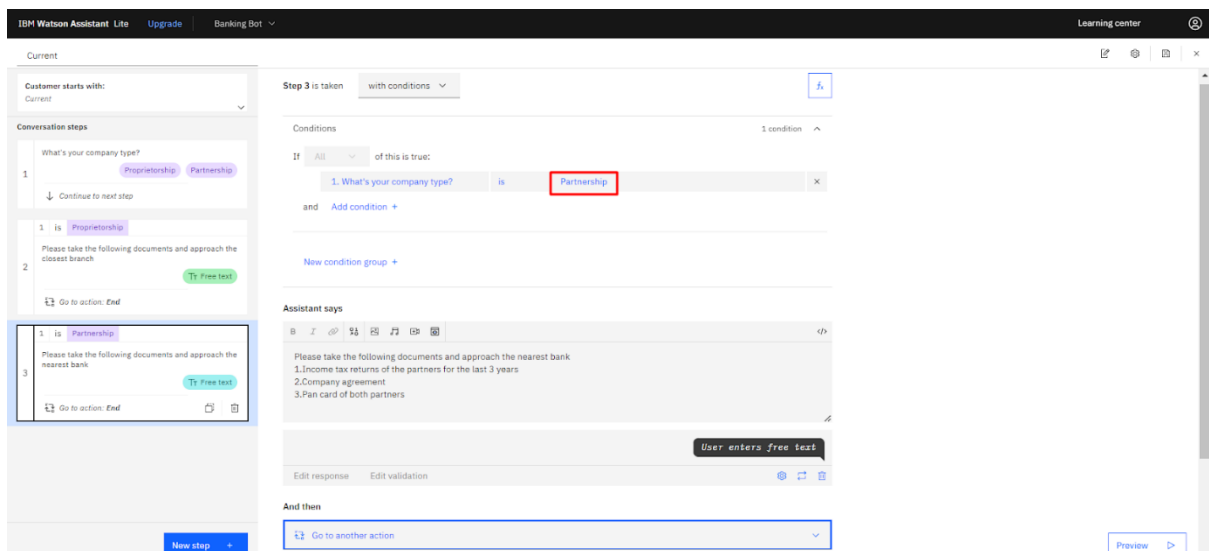 IBM Watson Assistant Lite Upgrade Banking Bot Learning center
Current
Customer starts with:
Current
Conversation steps
1
What's your company type?
Proprietorship Partnership
Continue to next step
2
1 is Proprietorship
Please take the following documents and approach the
closest branch
Free text
Go to action: End
3
1 is Partnership
Please take the following documents and approach the
nearest bank
Free text
Go to action: End
New step +
Step 3 is taken with conditions
fx
Conditions 1 condition
If All of this is true:
1. What's your company type? is Partnership ×
and Add condition +
New condition group +
Assistant says
B I </>
Please take the following documents and approach the nearest bank
1.Income tax returns of the partners for the last 3 years
2.Company agreement
3.Pan card of both partners
User enters free text
Edit response Edit validation
And then
Go to another action
Preview